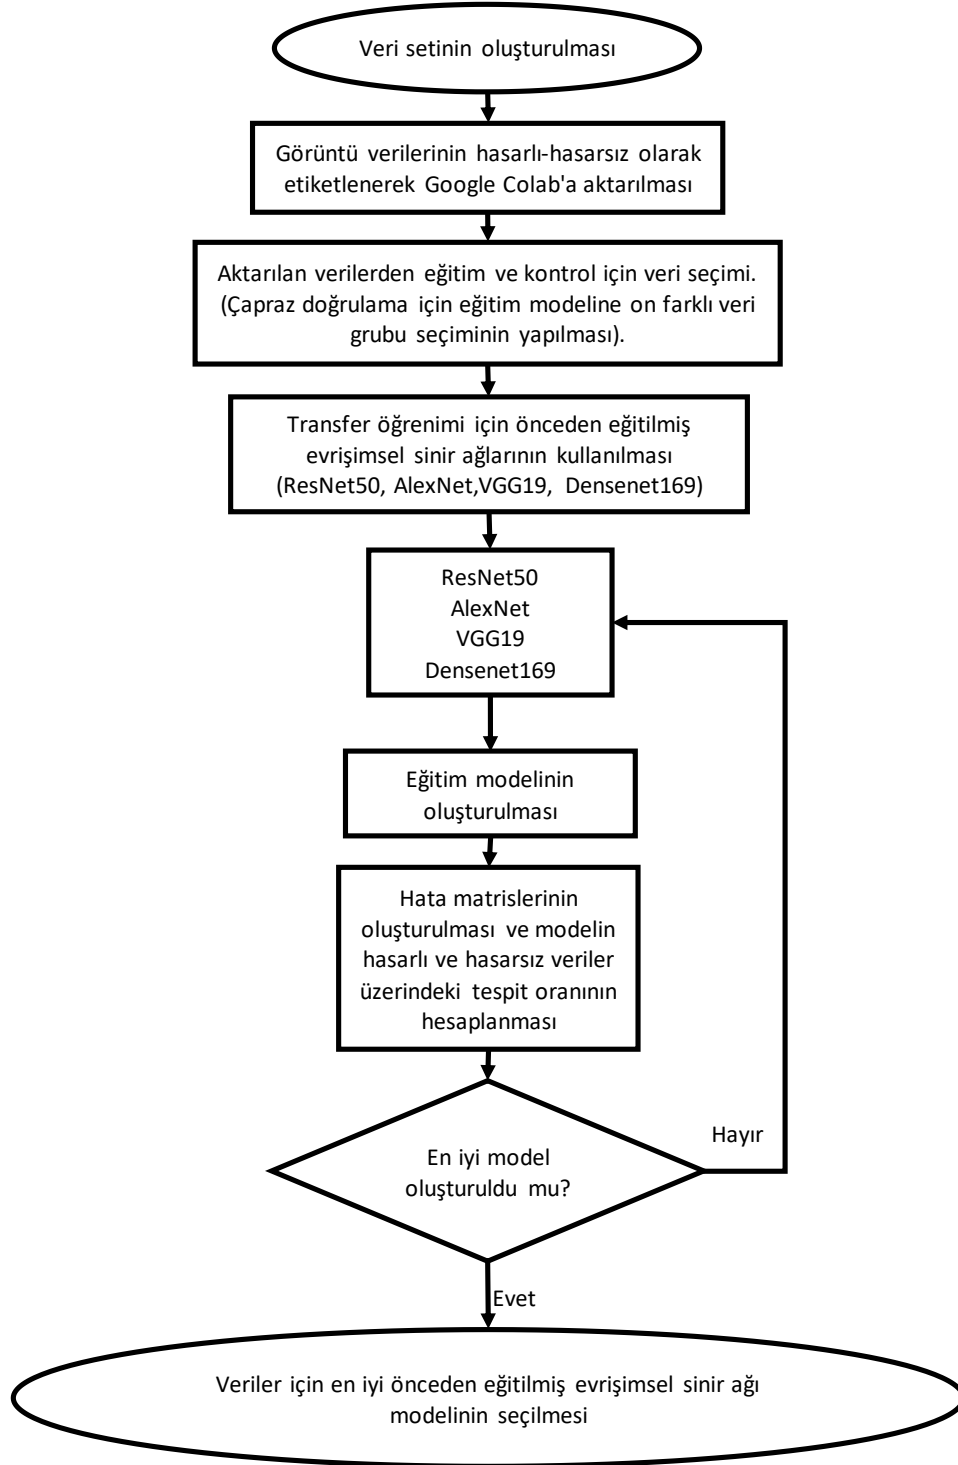 Veri setinin oluşturulması
Görüntü verilerinin hasarlı-hasarsız olarak
etiketlenerek Google Colab'a aktarılması
Aktarılan verilerden eğitim ve kontrol için veri seçimi.
(Çapraz doğrulama için eğitim modeline on farklı veri
grubu seçiminin yapılması).
Transfer öğrenimi için önceden eğitilmiş
evrişimsel sinir ağlarının kullanılması
(ResNet50, AlexNet,VGG19, Densenet169)
ResNet50
AlexNet
VGG19
Densenet169
Eğitim modelinin
oluşturulması
Hata matrislerinin
oluşturulması ve modelin
hasarlı ve hasarsız veriler
üzerindeki tespit oranının
hesaplanması
Hayır
En iyi model
oluşturuldu mu?
Evet
Veriler için en iyi önceden eğitilmiş evrişimsel sinir ağı
modelinin seçilmesi